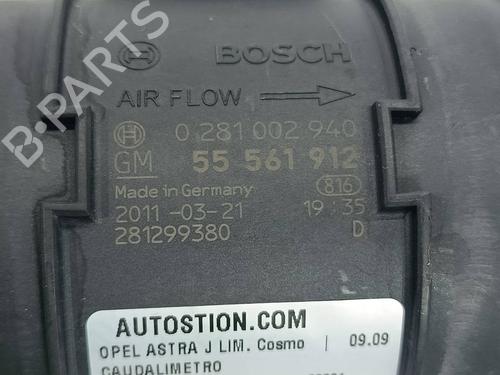 BOSCH
AIR FLOW
0 281 002 940
GM 55 561 912
Made in Germany 816
2011-03-21 19:35
281299380 D
B-PARTS
AUTOSTION.COM
OPEL ASTRA J LIM. Cosmo 09.09
CAUDALIMETRO